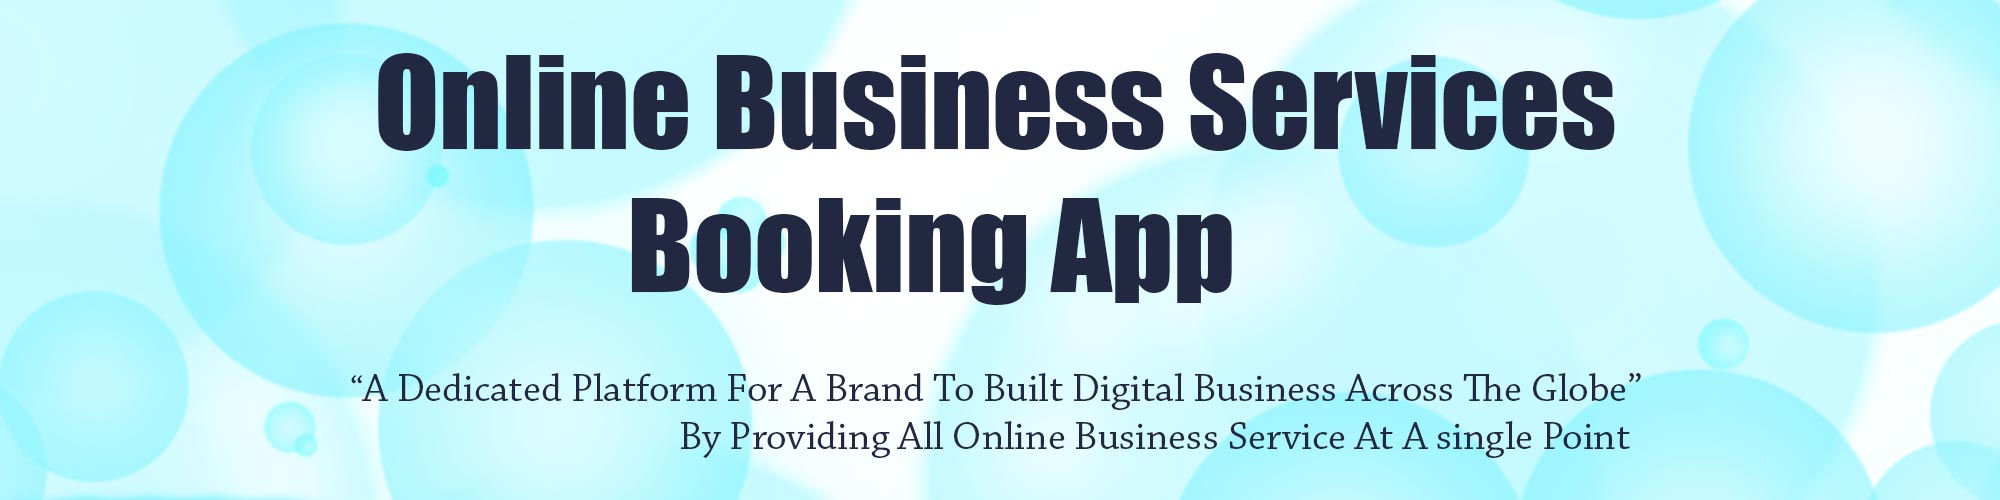 Online Business Services
Booking App
“A Dedicated Platform For A Brand To Built Digital Business Across The Globe”
By Providing All Online Business Service At A single Point